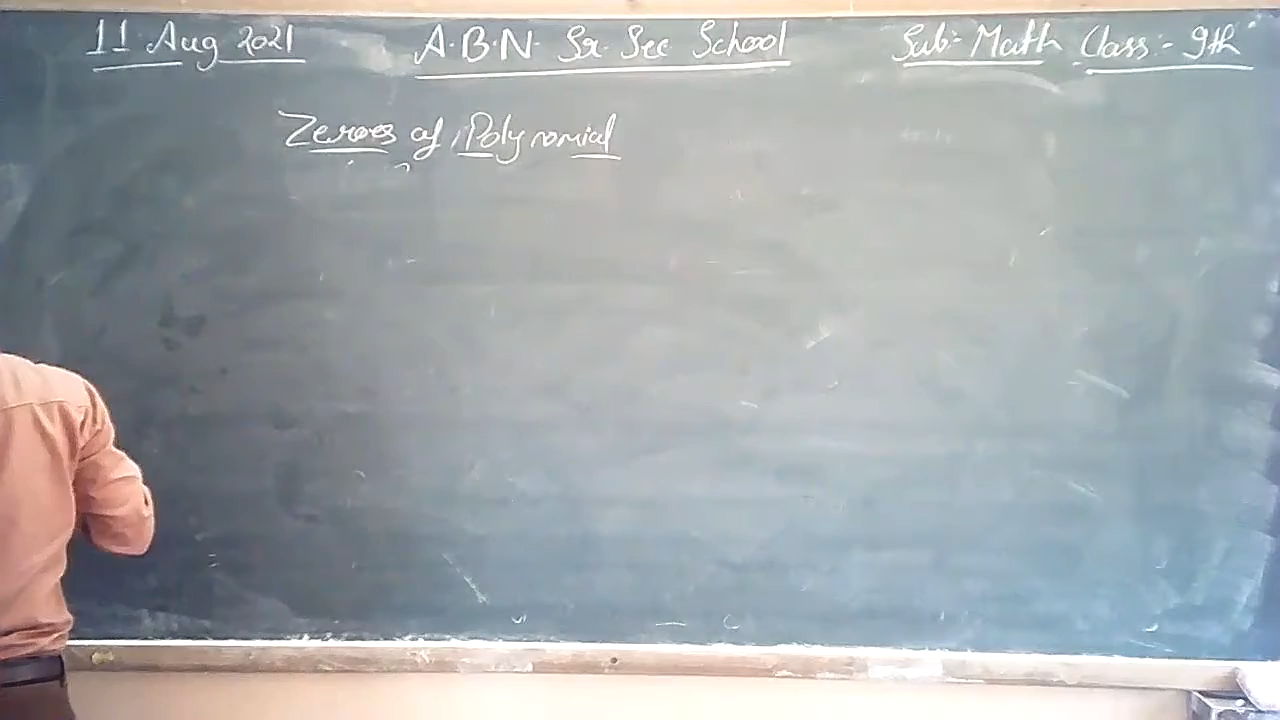 11 Aug 2021 A.B.N. Sr. Sec School Sub:- Math Class:- 9th
Zeroes of Polynomial